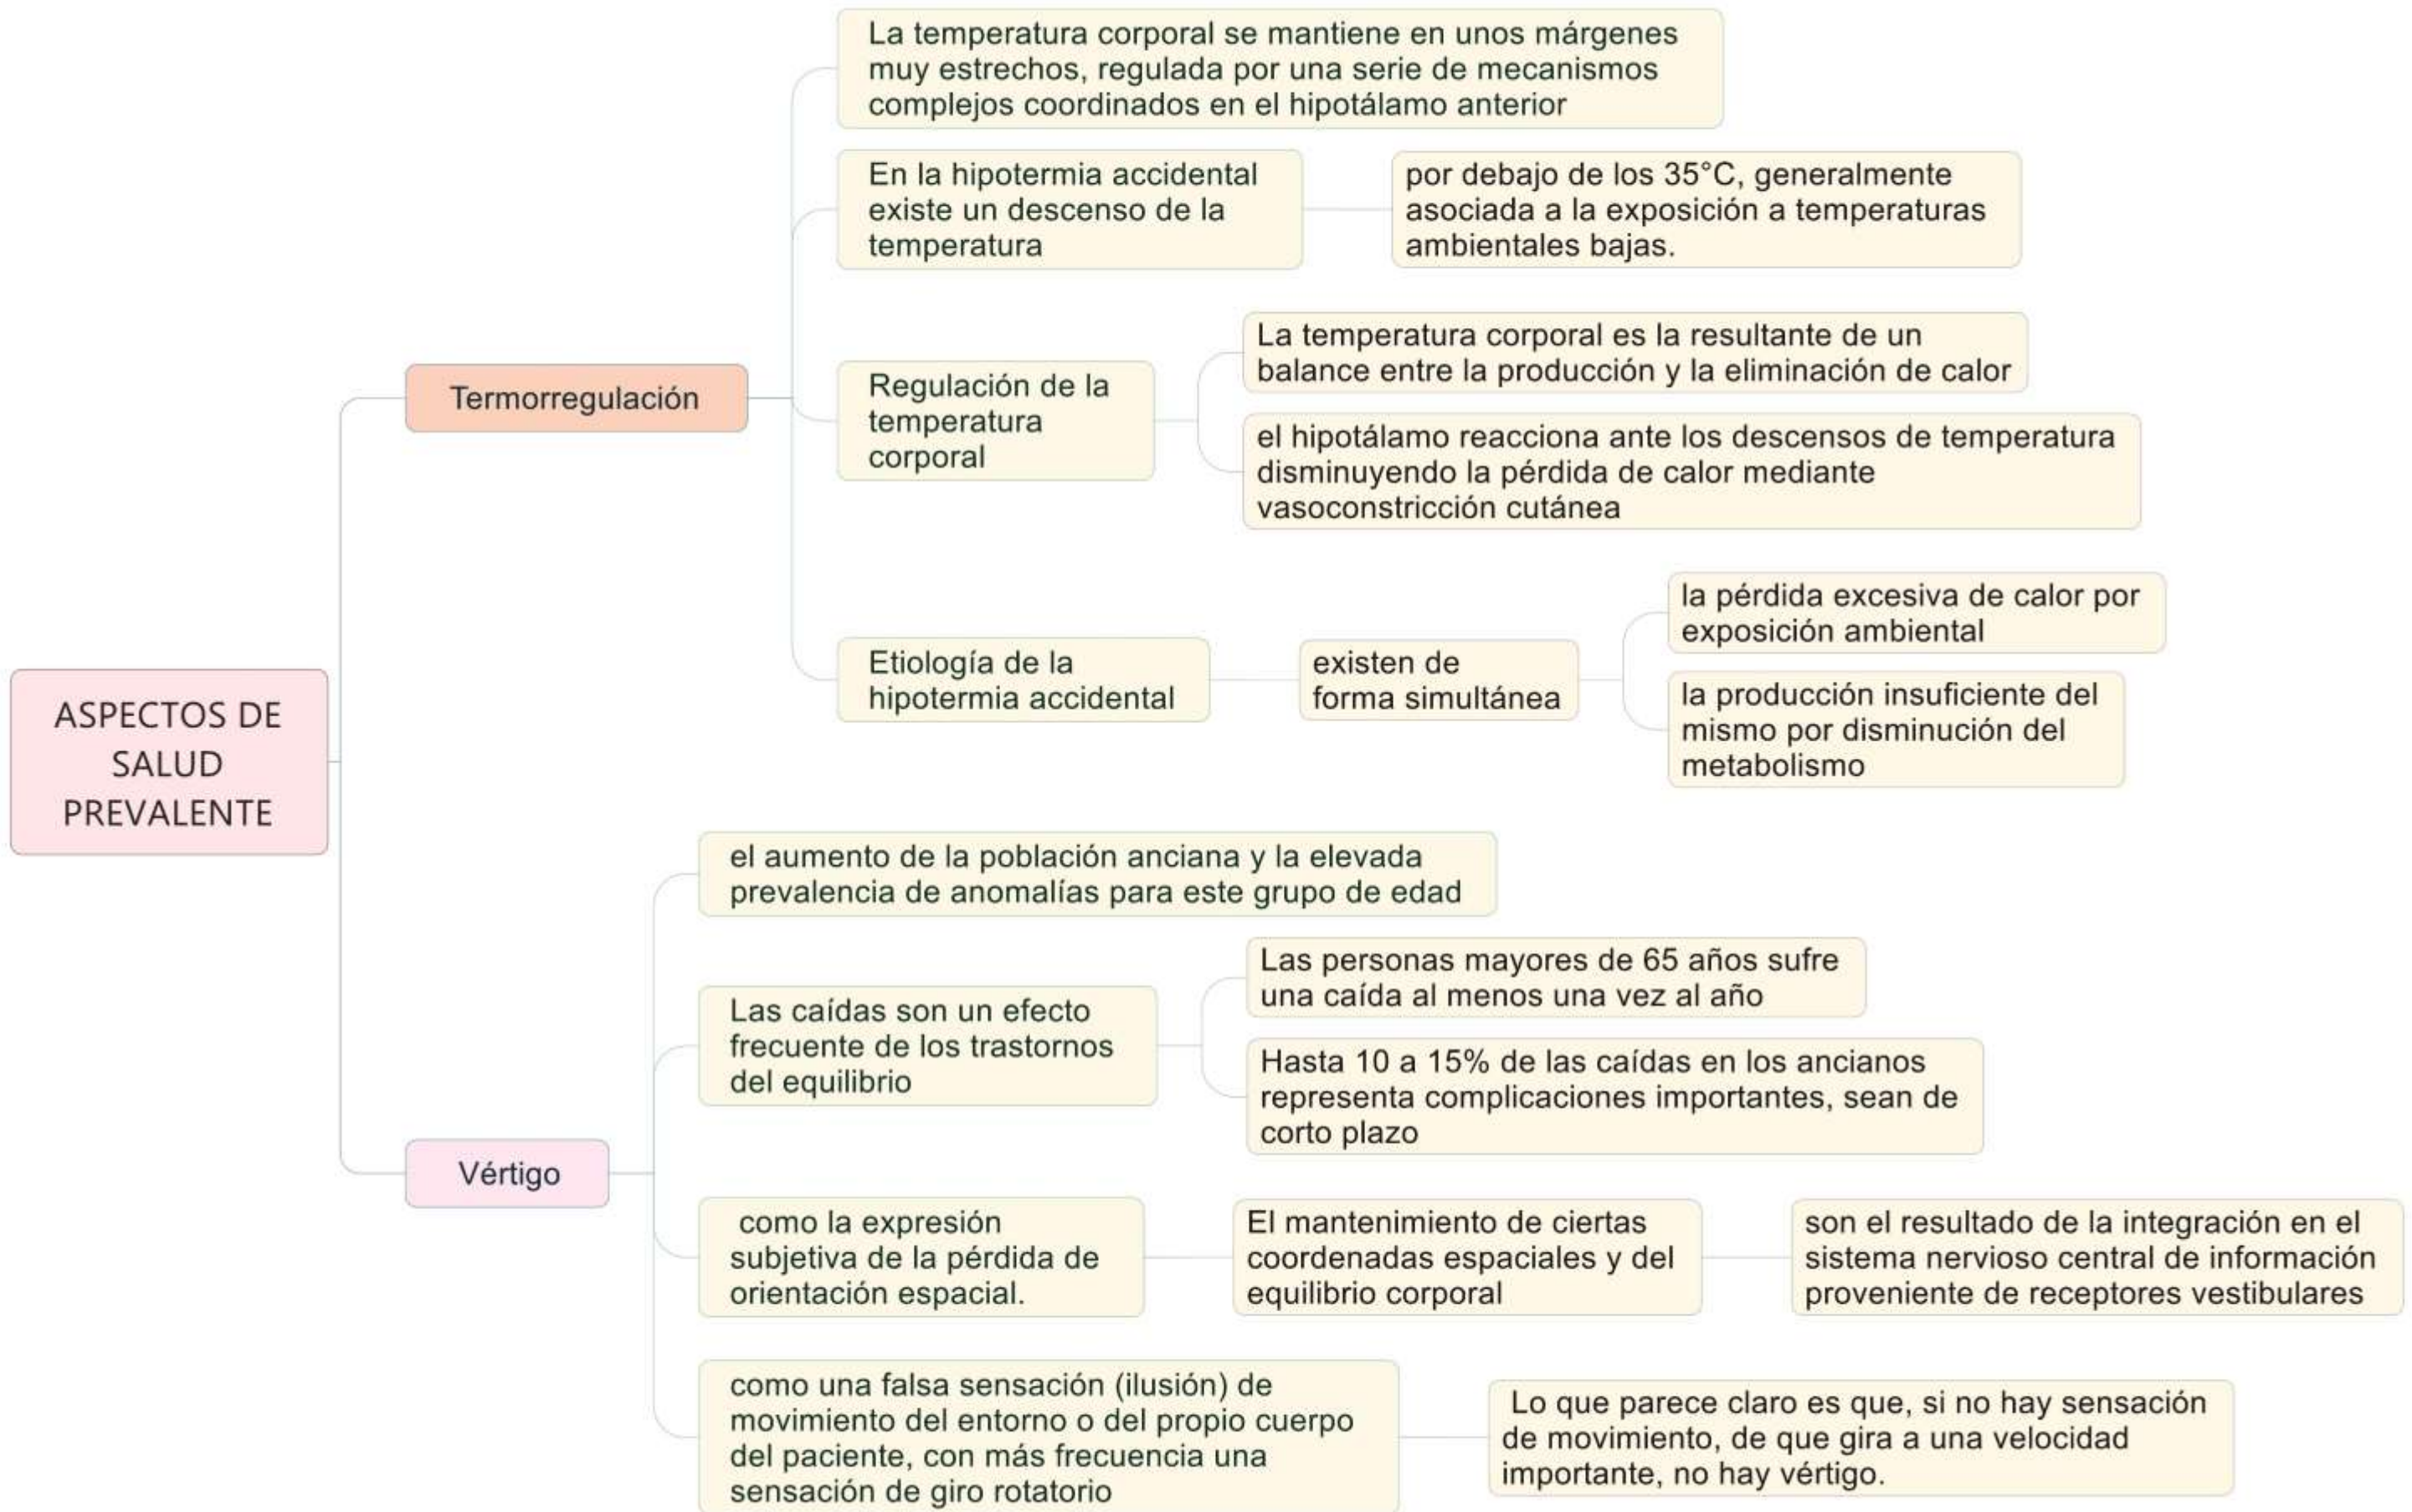 ASPECTOS DE
SALUD
PREVALENTE
Termorregulación
La temperatura corporal se mantiene en unos márgenes
muy estrechos, regulada por una serie de mecanismos
complejos coordinados en el hipotálamo anterior
En la hipotermia accidental
existe un descenso de la
temperatura
por debajo de los 35°C, generalmente
asociada a la exposición a temperaturas
ambientales bajas.
Regulación de la
temperatura
corporal
La temperatura corporal es la resultante de un
balance entre la producción y la eliminación de calor
el hipotálamo reacciona ante los descensos de temperatura
disminuyendo la pérdida de calor mediante
vasoconstricción cutánea
Etiología de la
hipotermia accidental
existen de
forma simultánea
la pérdida excesiva de calor por
exposición ambiental
la producción insuficiente del
mismo por disminución del
metabolismo
Vértigo
el aumento de la población anciana y la elevada
prevalencia de anomalías para este grupo de edad
Las caídas son un efecto
frecuente de los trastornos
del equilibrio
Las personas mayores de 65 años sufre
una caída al menos una vez al año
Hasta 10 a 15% de las caídas en los ancianos
representa complicaciones importantes, sean de
corto plazo
como la expresión
subjetiva de la pérdida de
orientación espacial.
El mantenimiento de ciertas
coordenadas espaciales y del
equilibrio corporal
son el resultado de la integración en el
sistema nervioso central de información
proveniente de receptores vestibulares
como una falsa sensación (ilusión) de
movimiento del entorno o del propio cuerpo
del paciente, con más frecuencia una
sensación de giro rotatorio
Lo que parece claro es que, si no hay sensación
de movimiento, de que gira a una velocidad
importante, no hay vértigo.